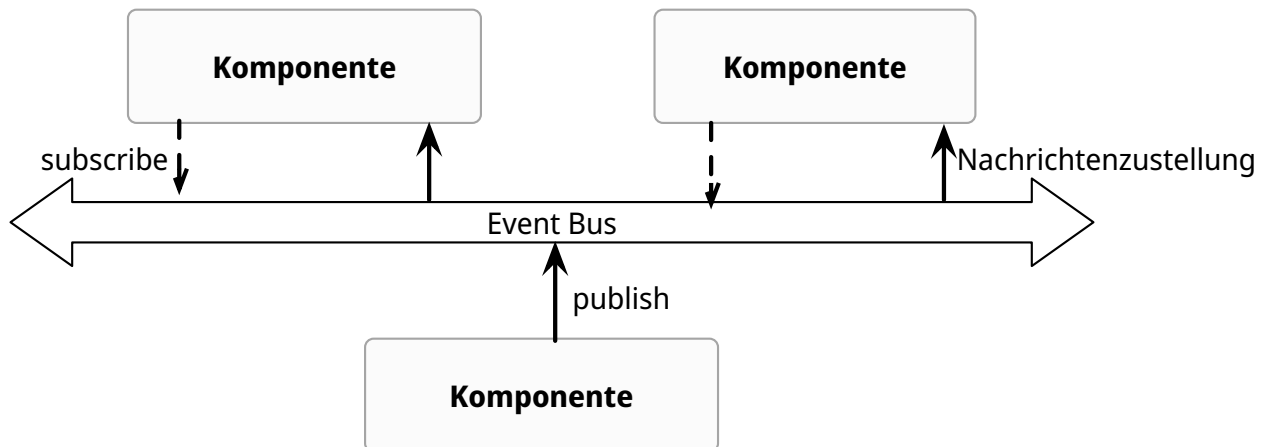 Komponente
Komponente
subscribe
Nachrichtenzustellung
Event Bus
publish
Komponente